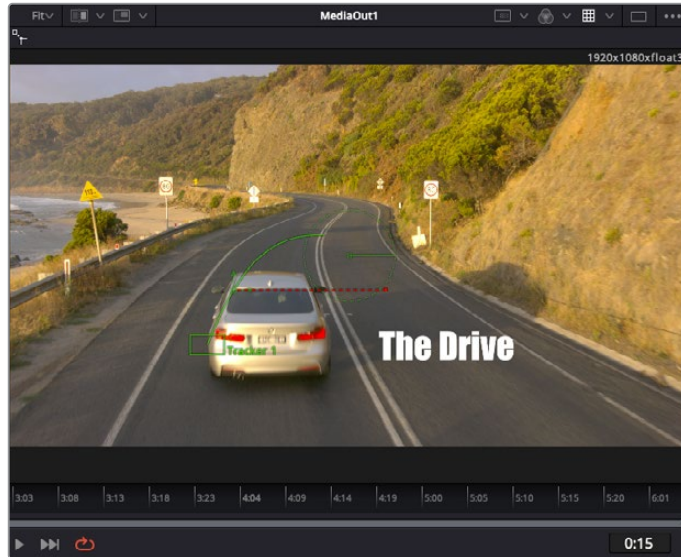 Fit MediaOut1
1920x1080xfloat3
Tracker 1
The Drive
3:03 3:08 3:13 3:18 3:23 4:04 4:09 4:14 4:19 5:00 5:05 5:10 5:15 5:20 6:01
0:15